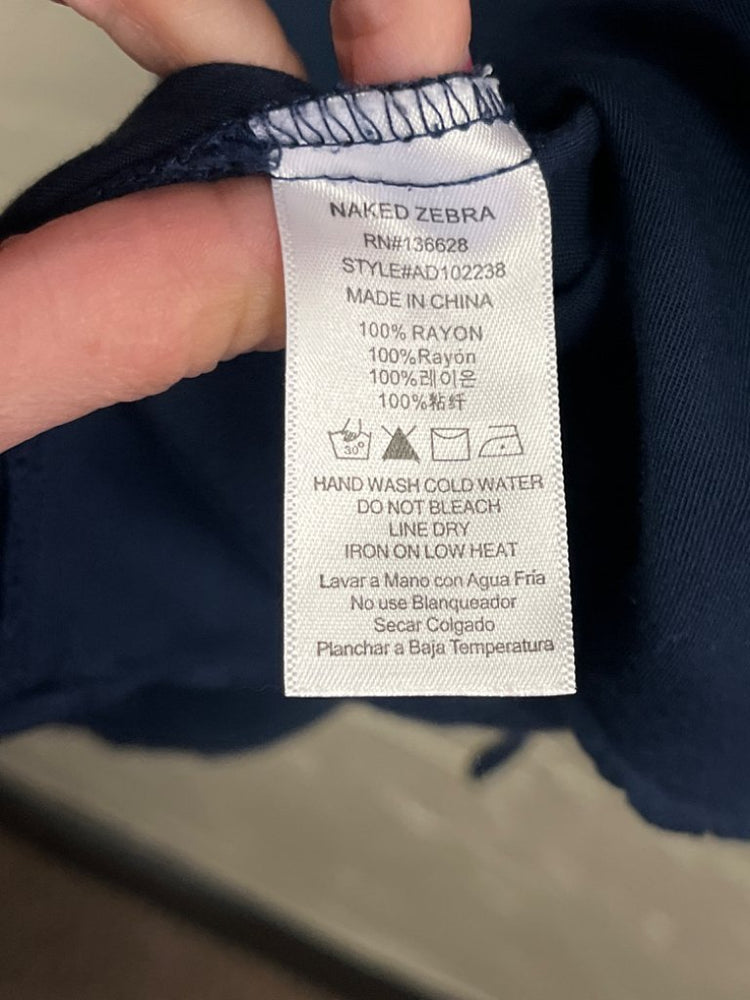 NAKED ZEBRA
RN#136628
STYLE#AD102238
MADE IN CHINA
100% RAYON
100%Rayón
100%레이온
100%粘纤
30°
HAND WASH COLD WATER
DO NOT BLEACH
LINE DRY
IRON ON LOW HEAT
Lavar a Mano con Agua Fría
No use Blanqueador
Secar Colgado
Planchar a Baja Temperatura